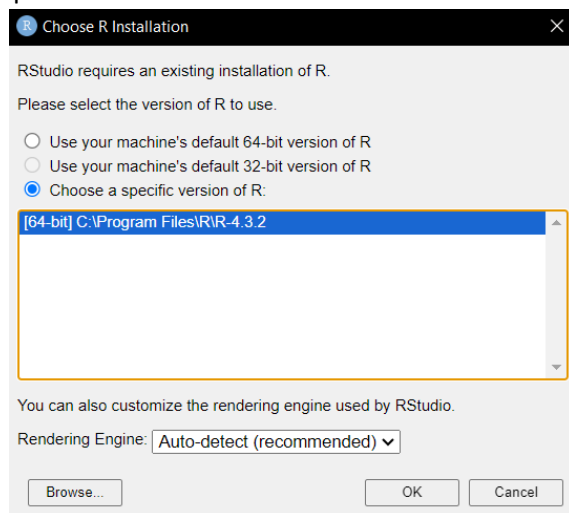 R Choose R Installation
RStudio requires an existing installation of R.
Please select the version of R to use.
Use your machine's default 64-bit version of R
Use your machine's default 32-bit version of R
Choose a specific version of R:
[64-bit] C:\Program Files\R\R-4.3.2
You can also customize the rendering engine used by RStudio.
Rendering Engine: Auto-detect (recommended)
Browse... OK Cancel